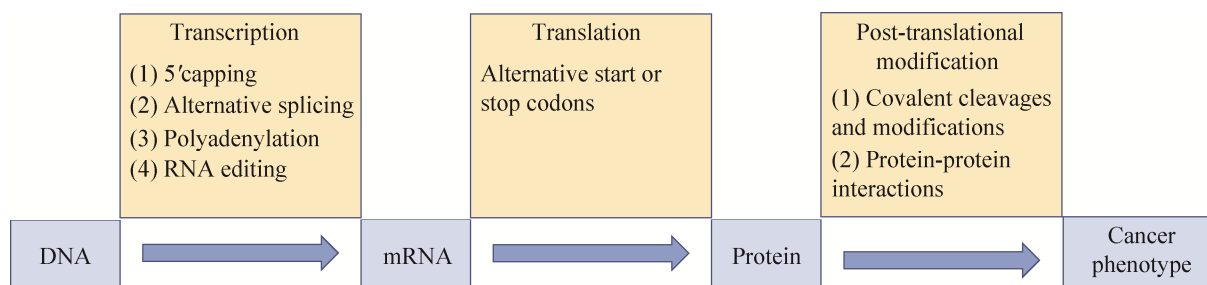 Transcription
(1) 5′capping
(2) Alternative splicing
(3) Polyadenylation
(4) RNA editing
Translation
Alternative start or
stop codons
Post-translational
modification
(1) Covalent cleavages
and modifications
(2) Protein-protein
interactions
DNA
mRNA
Protein
Cancer
phenotype